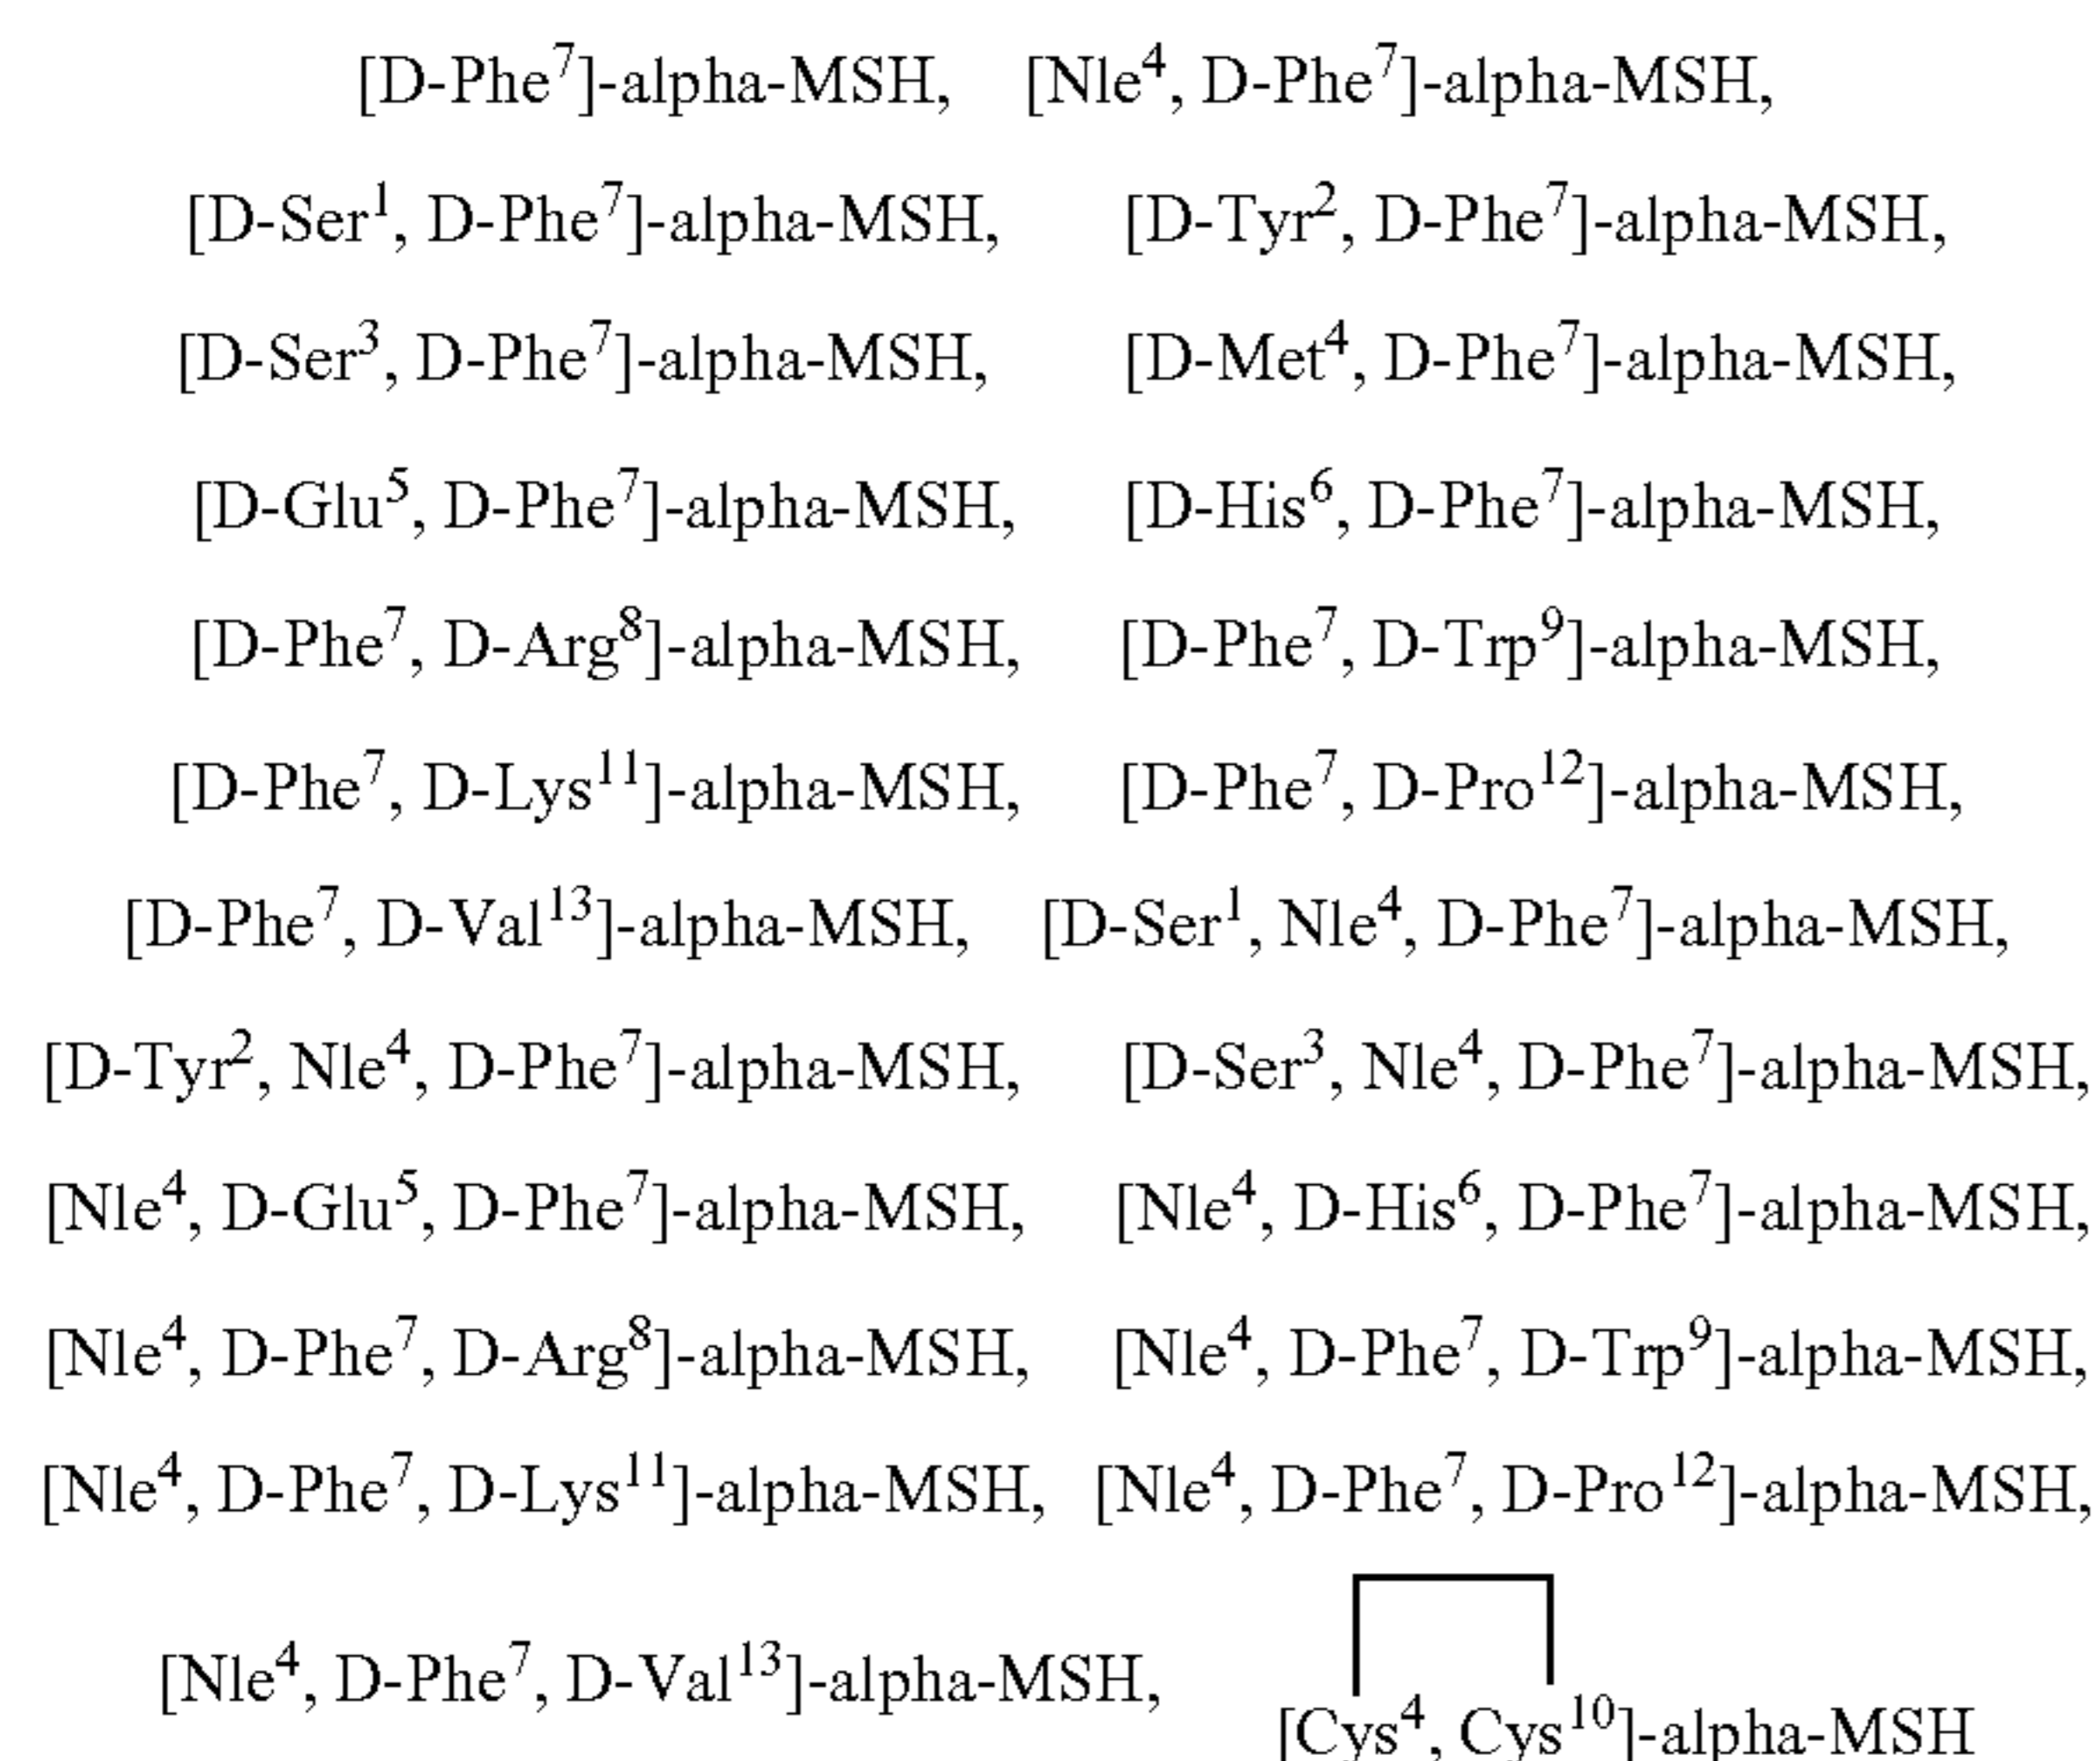 [D-Phe⁷]-alpha-MSH, [Nle⁴, D-Phe⁷]-alpha-MSH,
[D-Ser¹, D-Phe⁷]-alpha-MSH, [D-Tyr², D-Phe⁷]-alpha-MSH,
[D-Ser³, D-Phe⁷]-alpha-MSH, [D-Met⁴, D-Phe⁷]-alpha-MSH,
[D-Glu⁵, D-Phe⁷]-alpha-MSH, [D-His⁶, D-Phe⁷]-alpha-MSH,
[D-Phe⁷, D-Arg⁸]-alpha-MSH, [D-Phe⁷, D-Trp⁹]-alpha-MSH,
[D-Phe⁷, D-Lys¹¹]-alpha-MSH, [D-Phe⁷, D-Pro¹²]-alpha-MSH,
[D-Phe⁷, D-Val¹³]-alpha-MSH, [D-Ser¹, Nle⁴, D-Phe⁷]-alpha-MSH,
[D-Tyr², Nle⁴, D-Phe⁷]-alpha-MSH, [D-Ser³, Nle⁴, D-Phe⁷]-alpha-MSH,
[Nle⁴, D-Glu⁵, D-Phe⁷]-alpha-MSH, [Nle⁴, D-His⁶, D-Phe⁷]-alpha-MSH,
[Nle⁴, D-Phe⁷, D-Arg⁸]-alpha-MSH, [Nle⁴, D-Phe⁷, D-Trp⁹]-alpha-MSH,
[Nle⁴, D-Phe⁷, D-Lys¹¹]-alpha-MSH, [Nle⁴, D-Phe⁷, D-Pro¹²]-alpha-MSH,
[Nle⁴, D-Phe⁷, D-Val¹³]-alpha-MSH, [Cys⁴, Cys¹⁰]-alpha-MSH